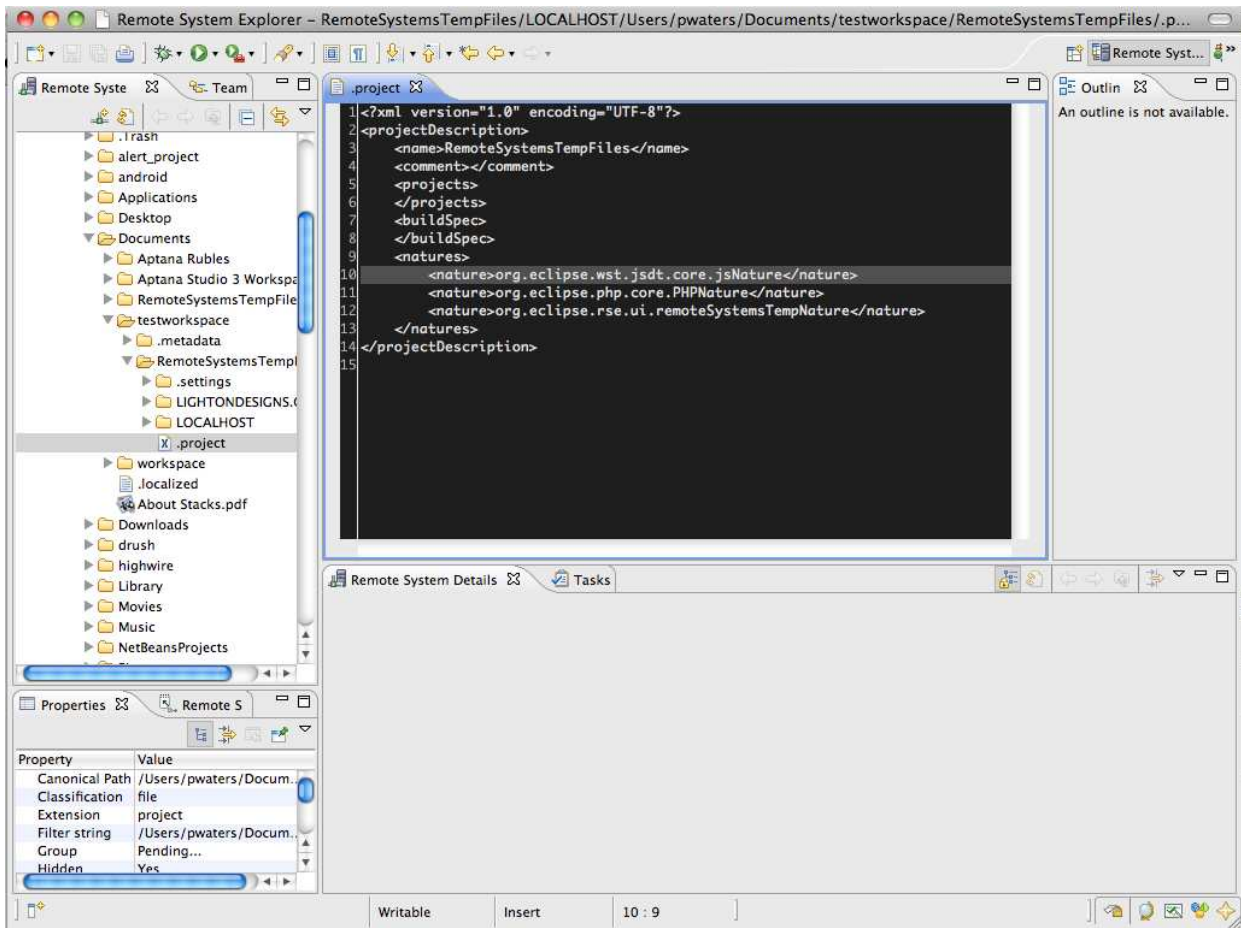 Remote System Explorer – RemoteSystemsTempFiles/LOCALHOST/Users/pwaters/Documents/testworkspace/RemoteSystemsTempFiles/.p...
Remote Syst...
Remote Syste
Team
.Trash
alert_project
android
Applications
Desktop
Documents
Aptana Rubles
Aptana Studio 3 Workspa
RemoteSystemsTempFile
testworkspace
.metadata
RemoteSystemsTempl
.settings
LIGHTONDESIGNS.
LOCALHOST
.project
workspace
.localized
About Stacks.pdf
Downloads
drush
highwire
Library
Movies
Music
NetBeansProjects
.project
1 <?xml version="1.0" encoding="UTF-8"?>
2 <projectDescription>
3 <name>RemoteSystemsTempFiles</name>
4 <comment></comment>
5 <projects>
6 </projects>
7 <buildSpec>
8 </buildSpec>
9 <natures>
10 <nature>org.eclipse.wst.jsdt.core.jsNature</nature>
11 <nature>org.eclipse.php.core.PHPNature</nature>
12 <nature>org.eclipse.rse.ui.remoteSystemsTempNature</nature>
13 </natures>
14 </projectDescription>
15
Outlin
An outline is not available.
Remote System Details
Tasks
Properties
Remote S
Property Value
Canonical Path /Users/pwaters/Docum..
Classification file
Extension project
Filter string /Users/pwaters/Docum..
Group Pending...
Hidden Yes
Writable
Insert
10 : 9